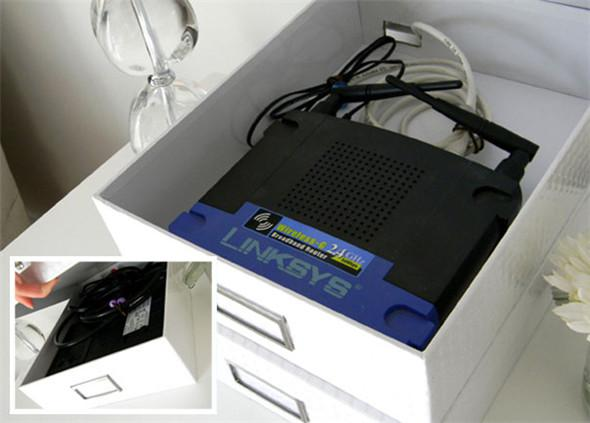 Wireless-G
2.4GHz
Broadband Router
LINKSYS®